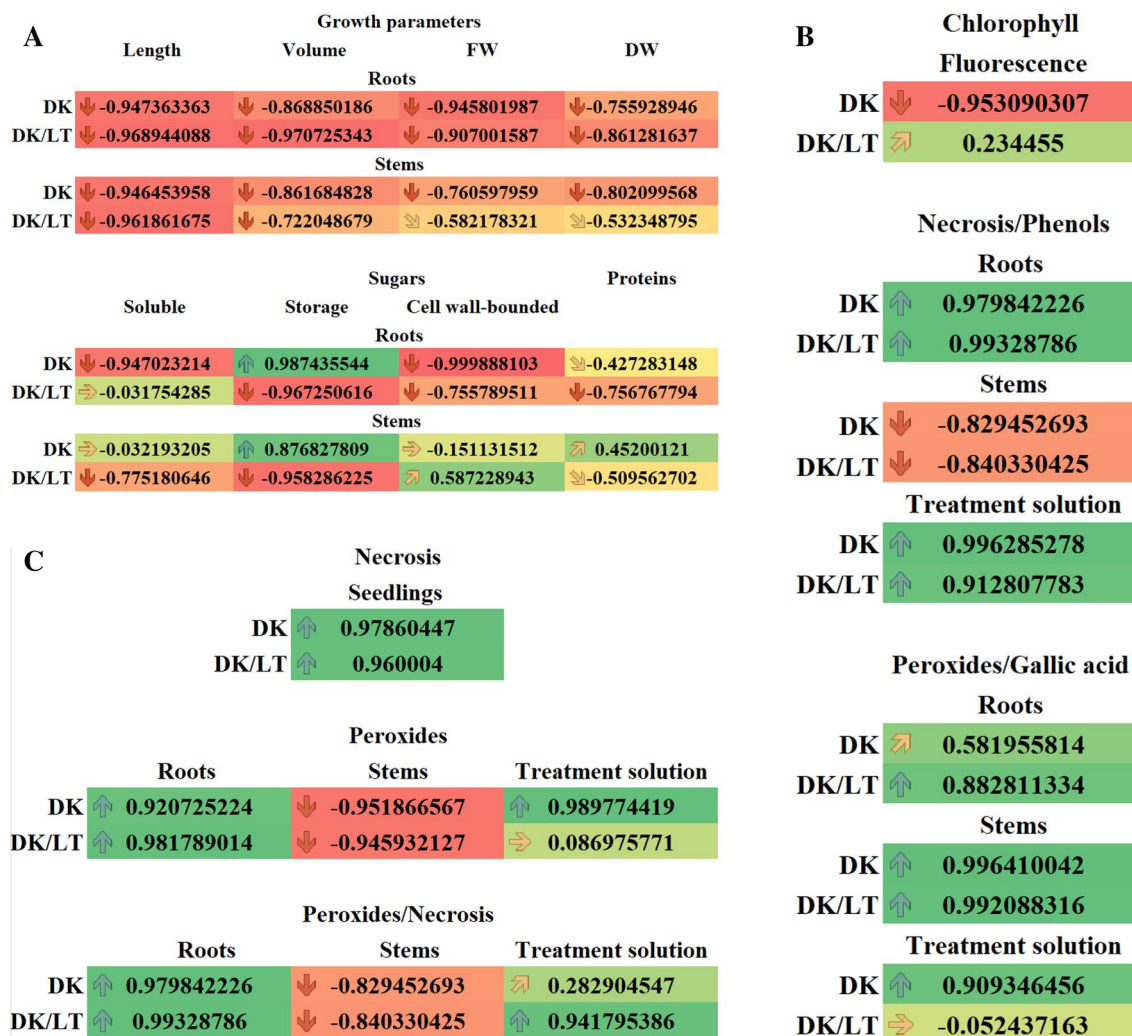 A
Growth parameters
Length Volume FW DW
Roots
DK -0.947363363 -0.868850186 -0.945801987 -0.755928946
DK/LT -0.968944088 -0.970725343 -0.907001587 -0.861281637
Stems
DK -0.946453958 -0.861684828 -0.760597959 -0.802099568
DK/LT -0.961861675 -0.722048679 -0.582178321 -0.532348795
Sugars Proteins
Soluble Storage Cell wall-bounded
Roots
DK -0.947023214 0.987435544 -0.999888103 -0.427283148
DK/LT -0.031754285 -0.967250616 -0.755789511 -0.756767794
Stems
DK -0.032193205 0.876827809 -0.151131512 0.45200121
DK/LT -0.775180646 -0.958286225 0.587228943 -0.509562702
B
Chlorophyll
Fluorescence
DK -0.953090307
DK/LT 0.234455
Necrosis/Phenols
Roots
DK 0.979842226
DK/LT 0.99328786
Stems
DK -0.829452693
DK/LT -0.840330425
Treatment solution
DK 0.996285278
DK/LT 0.912807783
Peroxides/Gallic acid
Roots
DK 0.581955814
DK/LT 0.882811334
Stems
DK 0.996410042
DK/LT 0.992088316
Treatment solution
DK 0.909346456
DK/LT -0.052437163
C
Necrosis
Seedlings
DK 0.97860447
DK/LT 0.960004
Peroxides
Roots Stems Treatment solution
DK 0.920725224 -0.951866567 0.989774419
DK/LT 0.981789014 -0.945932127 0.086975771
Peroxides/Necrosis
Roots Stems Treatment solution
DK 0.979842226 -0.829452693 0.282904547
DK/LT 0.99328786 -0.840330425 0.941795386